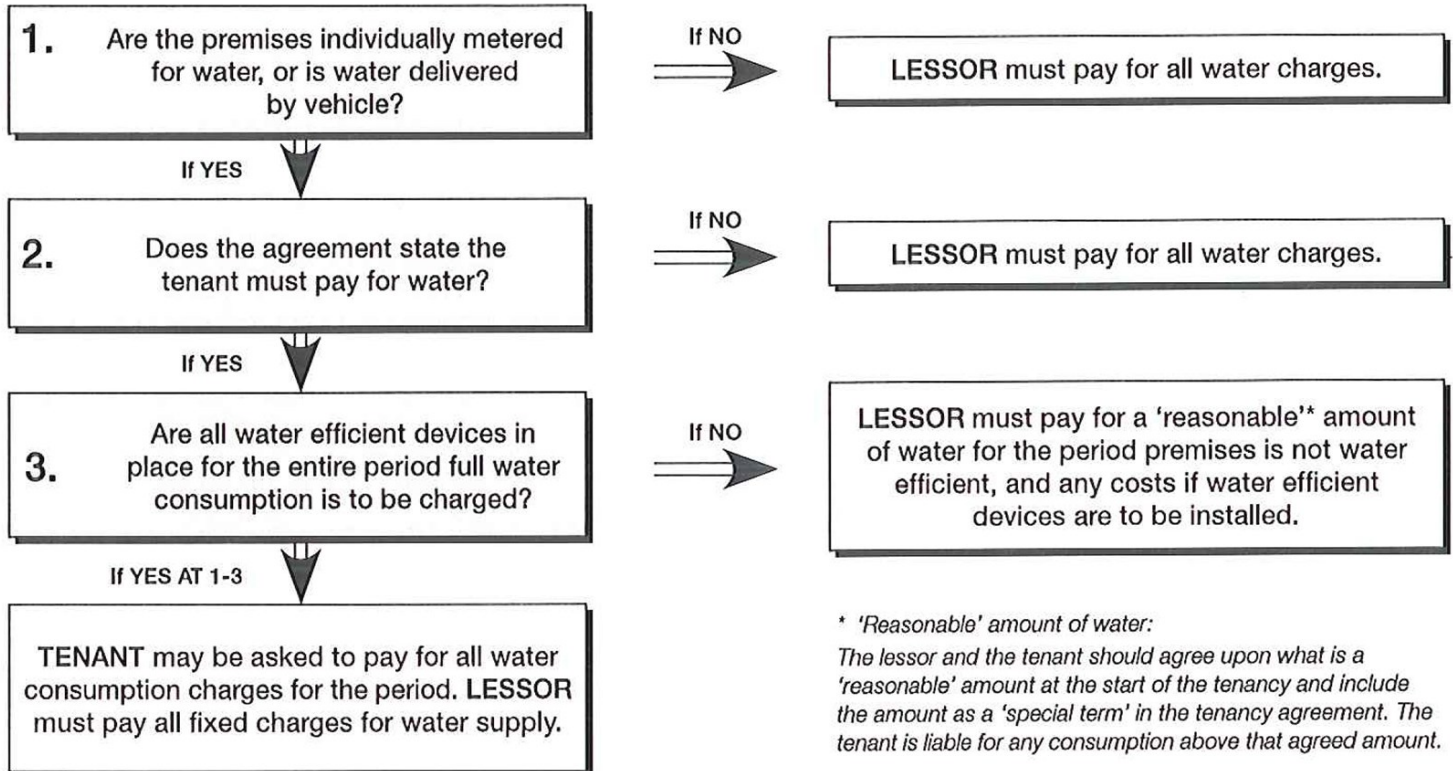 1. Are the premises individually metered
for water, or is water delivered
by vehicle?
If NO
LESSOR must pay for all water charges.
If YES
2. Does the agreement state the
tenant must pay for water?
If NO
LESSOR must pay for all water charges.
If YES
3. Are all water efficient devices in
place for the entire period full water
consumption is to be charged?
If NO
LESSOR must pay for a ‘reasonable’* amount
of water for the period premises is not water
efficient, and any costs if water efficient
devices are to be installed.
If YES AT 1-3
TENANT may be asked to pay for all water
consumption charges for the period. LESSOR
must pay all fixed charges for water supply.
* ‘Reasonable’ amount of water:
The lessor and the tenant should agree upon what is a
‘reasonable’ amount at the start of the tenancy and include
the amount as a ‘special term’ in the tenancy agreement. The
tenant is liable for any consumption above that agreed amount.